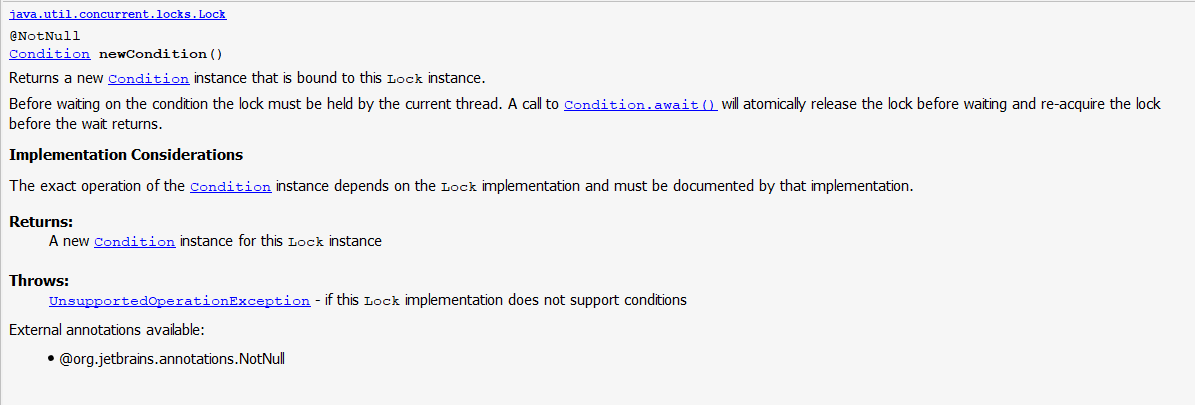 java.util.concurrent.locks.Lock
@NotNull
Condition newCondition()
Returns a new Condition instance that is bound to this Lock instance.
Before waiting on the condition the lock must be held by the current thread. A call to Condition.await() will atomically release the lock before waiting and re-acquire the lock
before the wait returns.
Implementation Considerations
The exact operation of the Condition instance depends on the Lock implementation and must be documented by that implementation.
Returns:
A new Condition instance for this Lock instance
Throws:
UnsupportedOperationException - if this Lock implementation does not support conditions
External annotations available:
• @org.jetbrains.annotations.NotNull